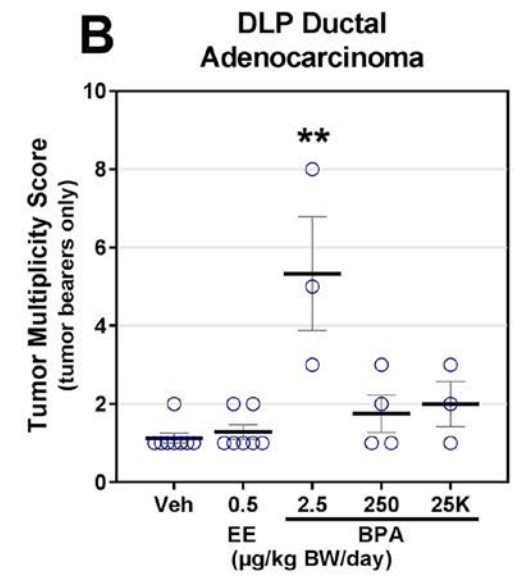 B
DLP Ductal
Adenocarcinoma
Tumor Multiplicity Score
(tumor bearers only)
10
8
6
4
2
0
**
Veh 0.5 2.5 250 25K
EE BPA
(µg/kg BW/day)